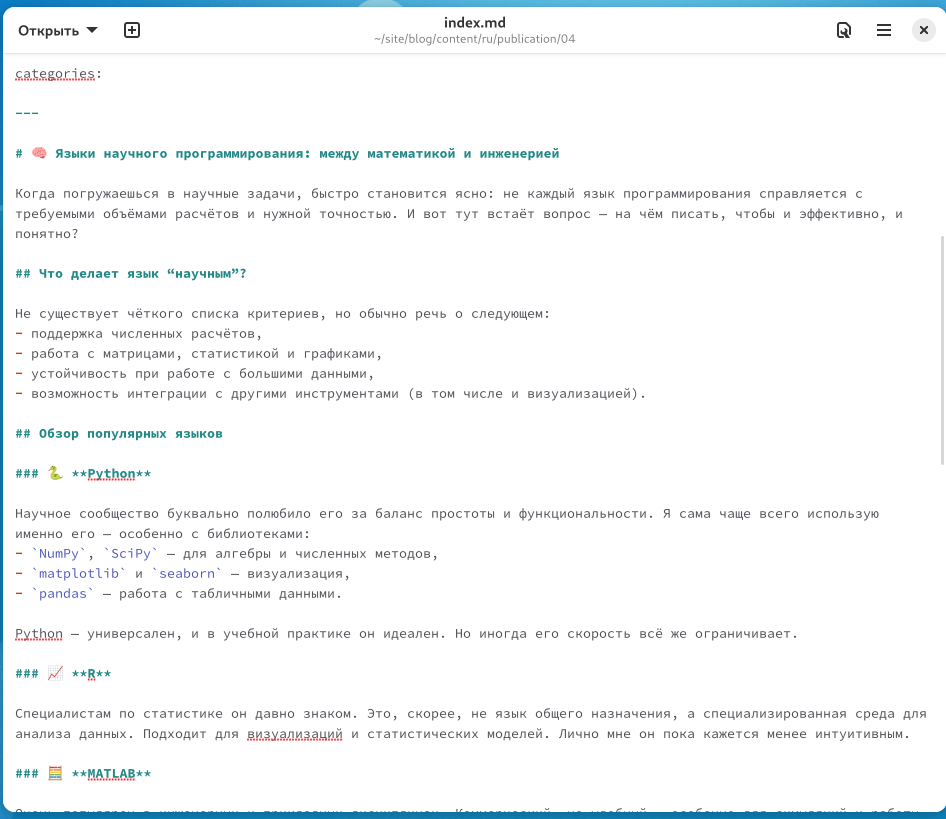 Открыть
index.md
~/site/blog/content/ru/publication/04
categories:
---
# 🧠 Языки научного программирования: между математикой и инженерией
Когда погружаешься в научные задачи, быстро становится ясно: не каждый язык программирования справляется с
требуемыми объёмами расчётов и нужной точностью. И вот тут встаёт вопрос — на чём писать, чтобы и эффективно, и
понятно?
## Что делает язык “научным”?
Не существует чёткого списка критериев, но обычно речь о следующем:
- поддержка численных расчётов,
- работа с матрицами, статистикой и графиками,
- устойчивость при работе с большими данными,
- возможность интеграции с другими инструментами (в том числе и визуализацией).
## Обзор популярных языков
### 🐍 **Python**
Научное сообщество буквально полюбило его за баланс простоты и функциональности. Я сама чаще всего использую
именно его — особенно с библиотеками:
- `NumPy`, `SciPy` — для алгебры и численных методов,
- `matplotlib` и `seaborn` — визуализация,
- `pandas` — работа с табличными данными.
Python — универсален, и в учебной практике он идеален. Но иногда его скорость всё же ограничивает.
### 📈 **R**
Специалистам по статистике он давно знаком. Это, скорее, не язык общего назначения, а специализированная среда для
анализа данных. Подходит для визуализаций и статистических моделей. Лично мне он пока кажется менее интуитивным.
### 🧮 **MATLAB**